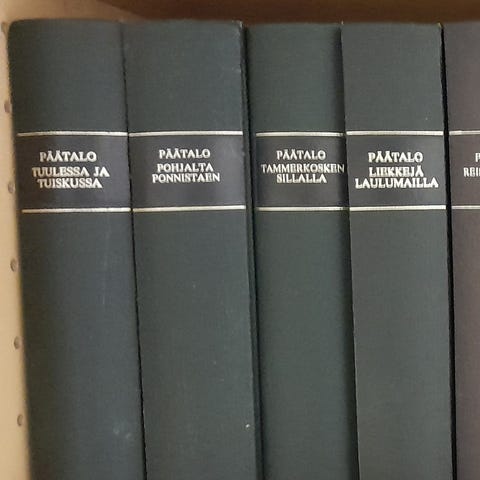 PÄÄTALO
TUULESSA JA
TUISKUSSA
PÄÄTALO
POHJALTA
PONNISTAEN
PÄÄTALO
TAMMERKOSKEN
SILLALLA
PÄÄTALO
LIEKKEJÄ
LAULUMAILLA